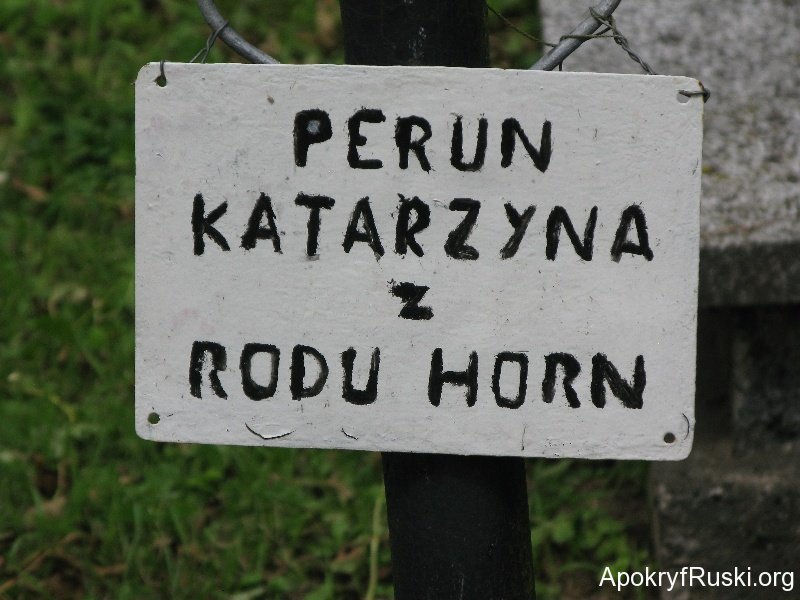 PERUN
KATARZYNA
Z
RODU HORN
ApokryfRuski.org